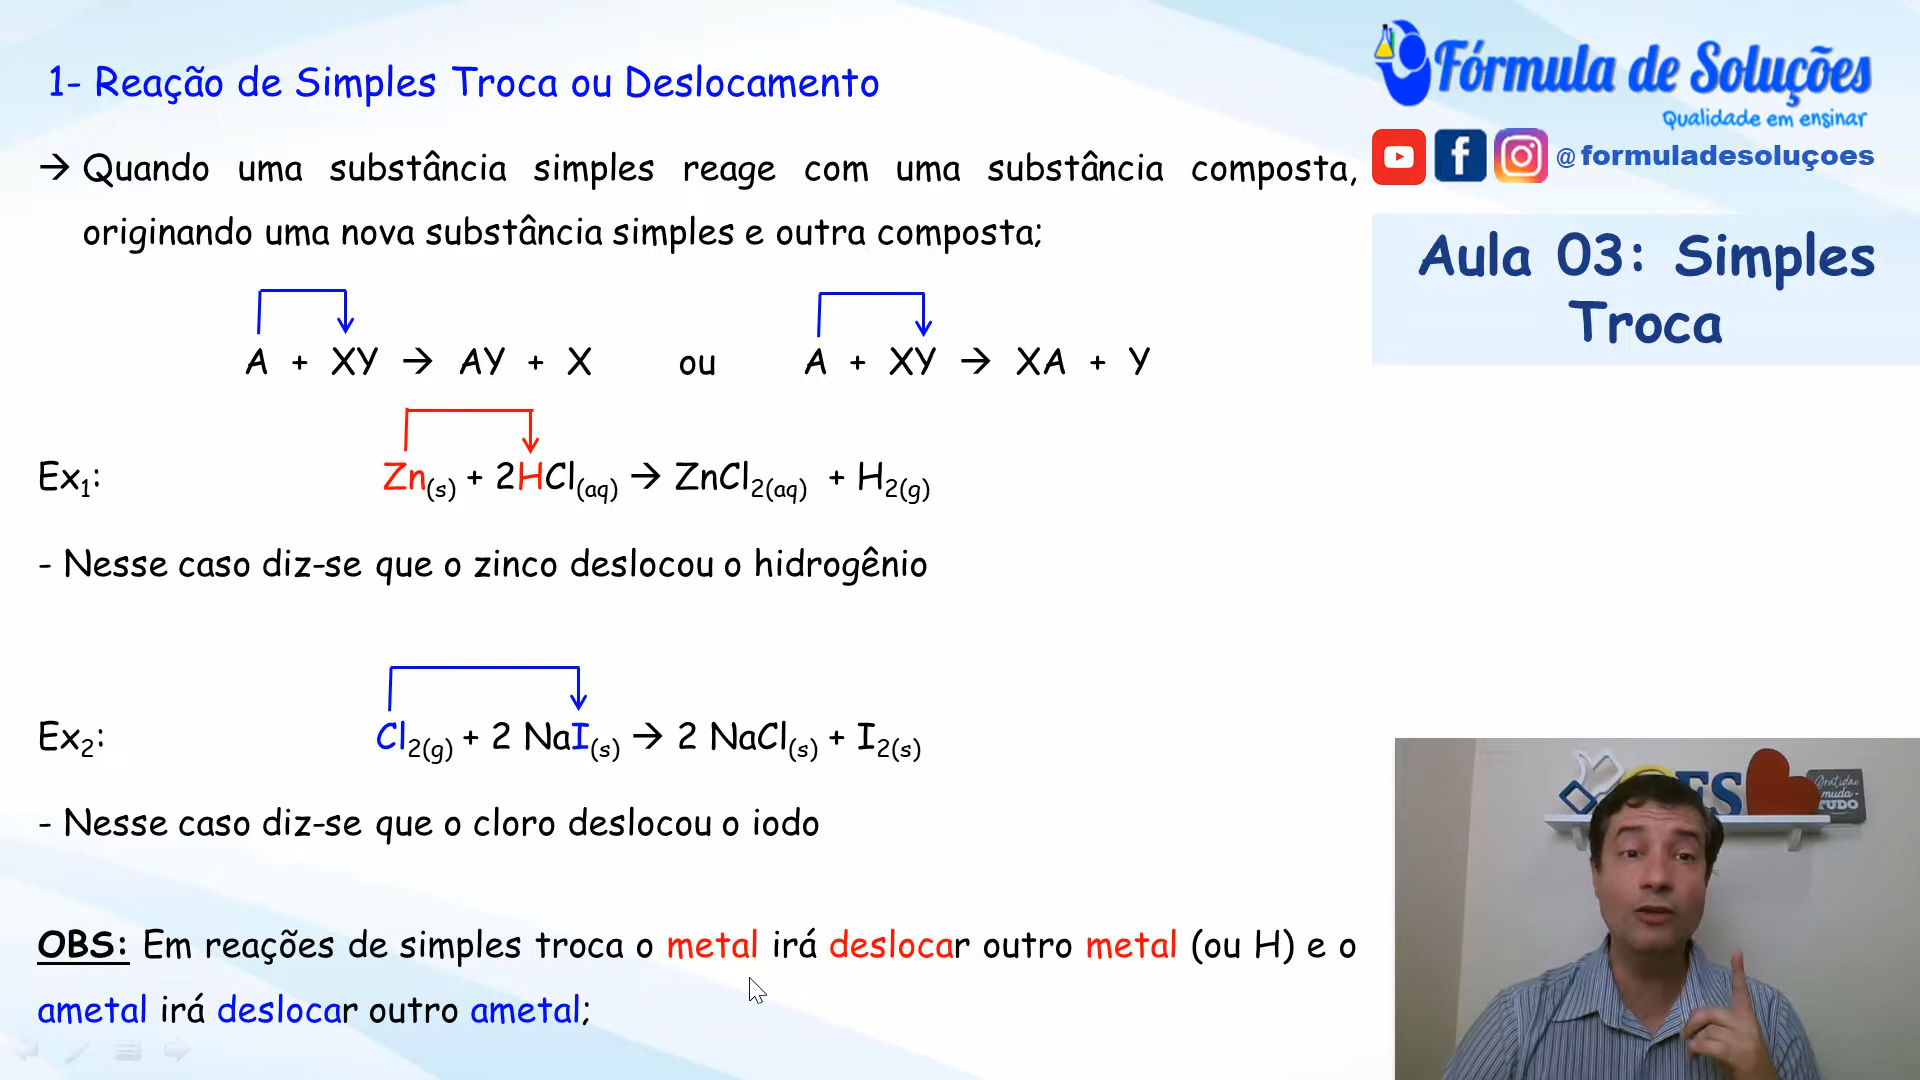 1- Reação de Simples Troca ou Deslocamento
→ Quando uma substância simples reage com uma substância composta,
originando uma nova substância simples e outra composta;
A + XY → AY + X ou A + XY → XA + Y
Ex₁: Zn(s) + 2HCl(aq) → ZnCl₂(aq) + H₂(g)
- Nesse caso diz-se que o zinco deslocou o hidrogênio
Ex₂: Cl₂(g) + 2 NaI(s) → 2 NaCl(s) + I₂(s)
- Nesse caso diz-se que o cloro deslocou o iodo
OBS: Em reações de simples troca o metal irá deslocar outro metal (ou H) e o
ametal irá deslocar outro ametal;
Fórmula de Soluções
Qualidade em ensinar
@formuladesoluçoes
Aula 03: Simples
Troca
ES
Gratidão
muda
TUDO